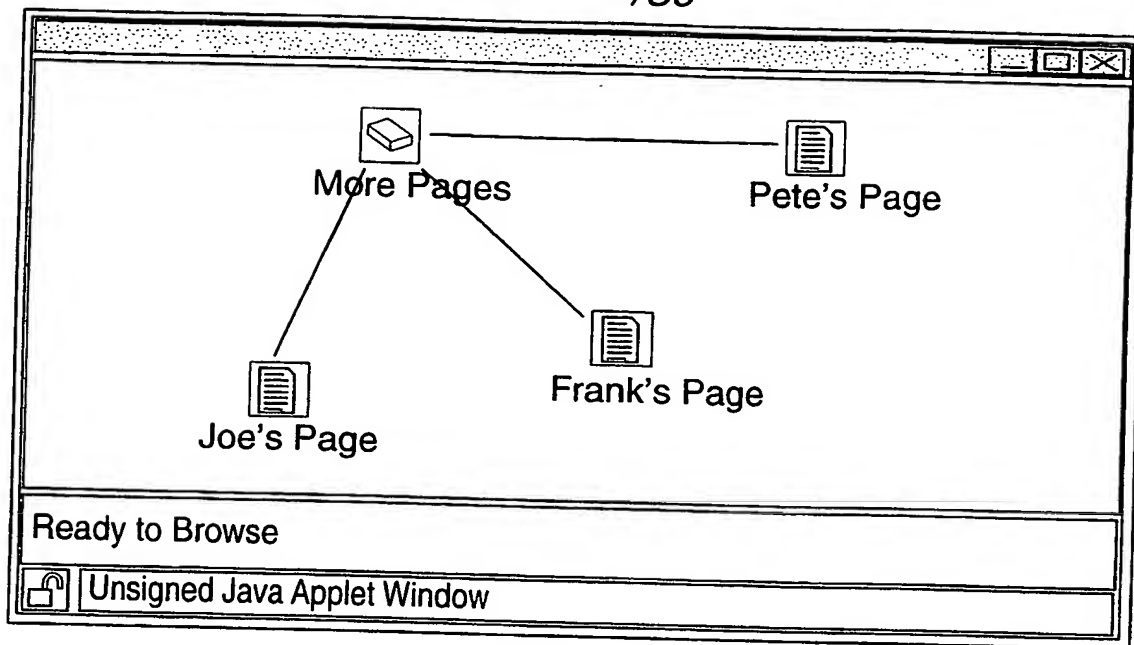 More Pages
Pete's Page
Frank's Page
Joe's Page
Ready to Browse
Unsigned Java Applet Window